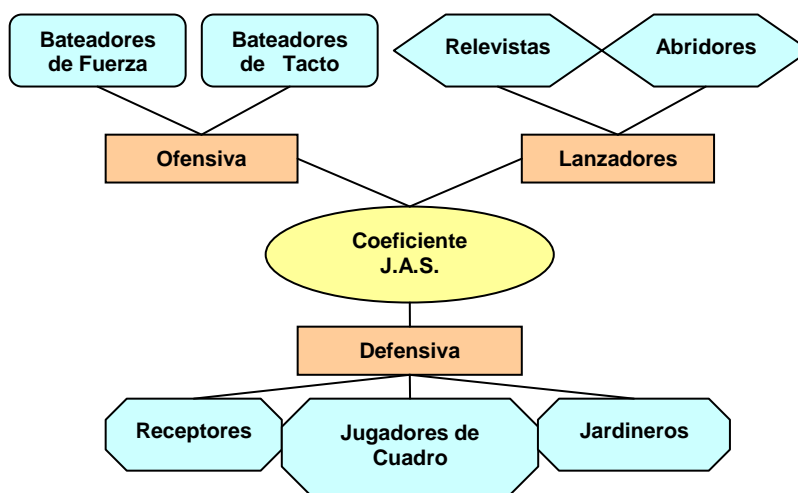 Bateadores
de Fuerza
Bateadores
de Tacto
Relevistas
Abridores
Ofensiva
Lanzadores
Coeficiente
J.A.S.
Defensiva
Receptores
Jugadores de
Cuadro
Jardineros